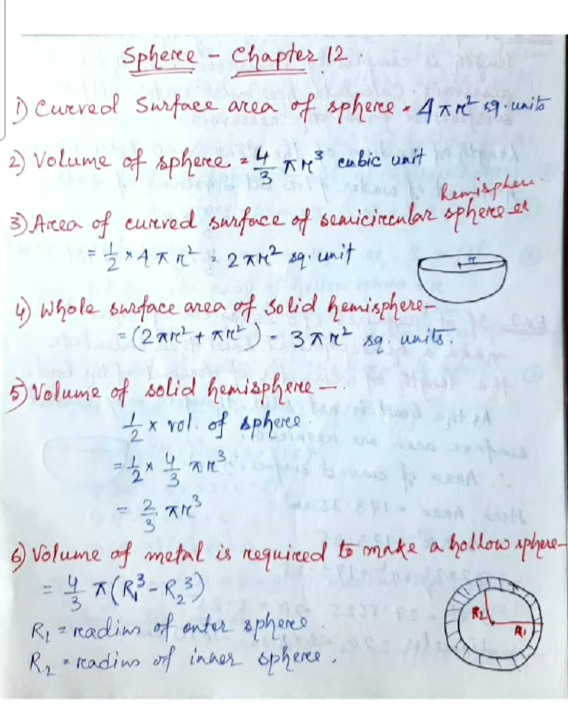 Sphere - Chapter 12
1) Curved Surface area of sphere = 4πr² sq. units
2) Volume of sphere = 4/3 πr³ cubic unit
hemisphere
3) Area of curved surface of semicircular sphere or
= 1/2 × 4πr² = 2πr² sq. unit
r
4) Whole surface area of solid hemisphere -
= (2πr² + πr²) = 3πr² sq. units.
5) Volume of solid hemisphere -
1/2 × vol. of sphere
= 1/2 × 4/3 πr³
= 2/3 πr³
6) Volume of metal is required to make a hollow sphere -
= 4/3 π(R₁³ - R₂³)
R₁ = radius of outer sphere
R₂ = radius of inner sphere.
R₂
R₁